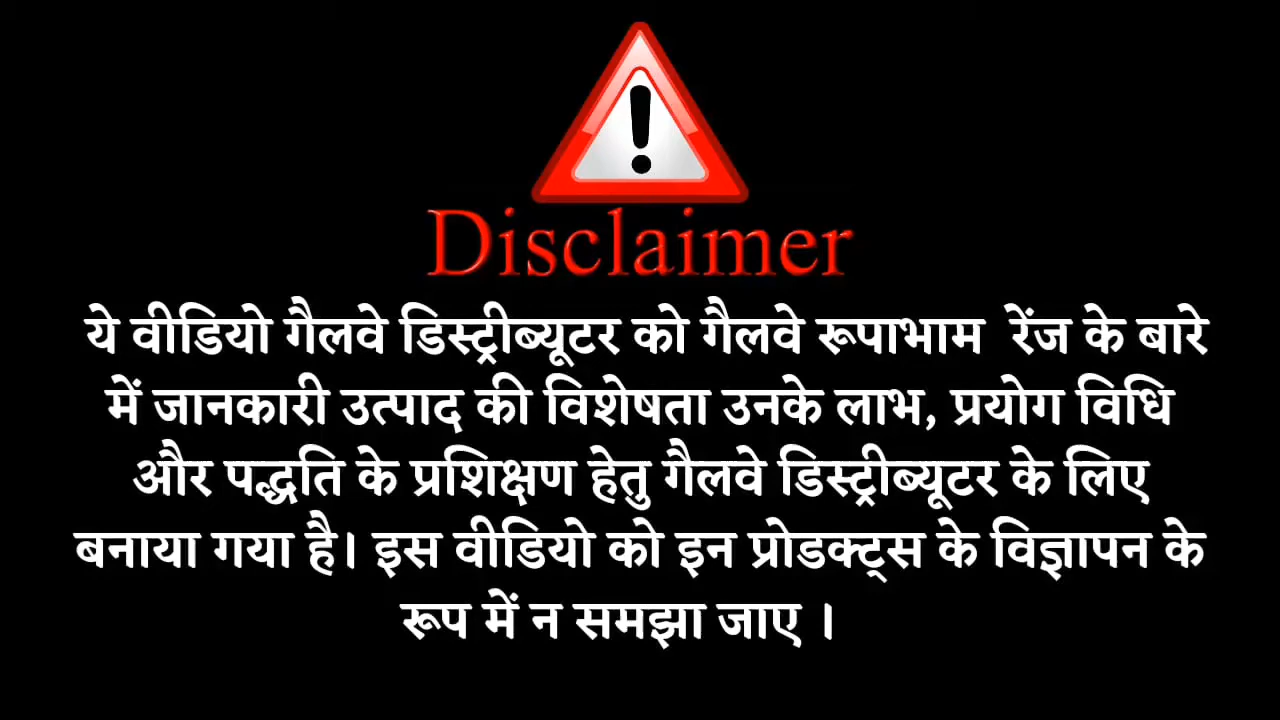 Disclaimer
ये वीडियो गैलवे डिस्ट्रीब्यूटर को गैलवे रूपाभाम रेंज के बारे
में जानकारी उत्पाद की विशेषता उनके लाभ, प्रयोग विधि
और पद्धति के प्रशिक्षण हेतु गैलवे डिस्ट्रीब्यूटर के लिए
बनाया गया है। इस वीडियो को इन प्रोडक्ट्स के विज्ञापन के
रूप में न समझा जाए ।